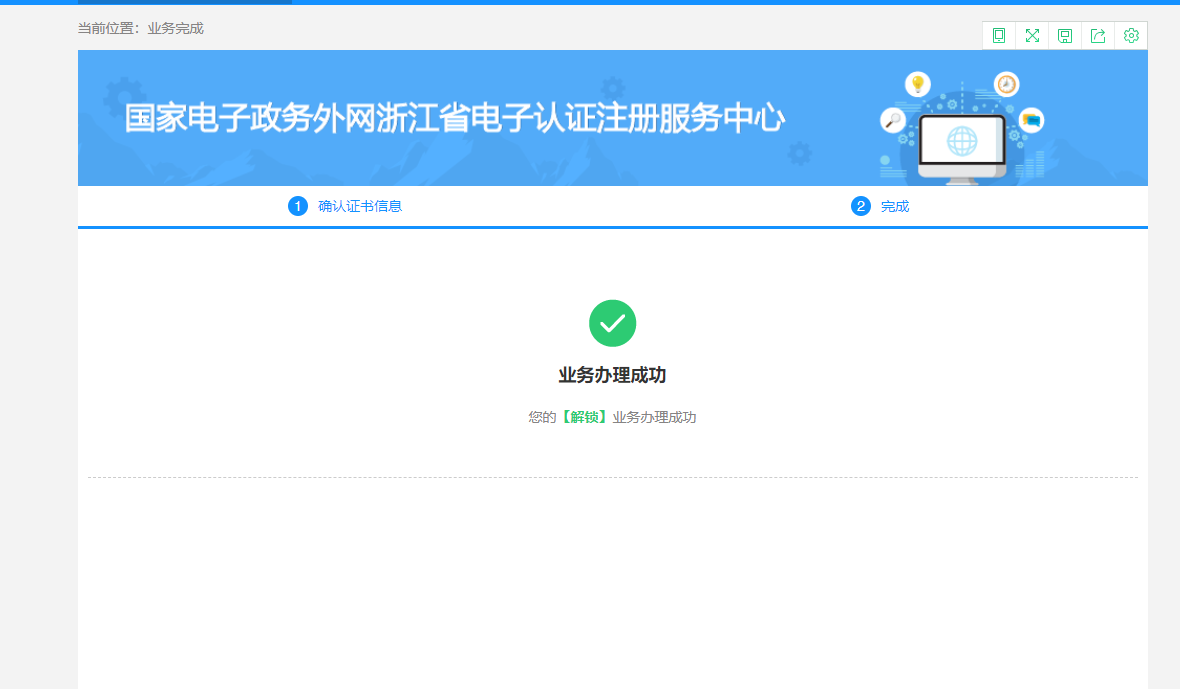 当前位置：业务完成
国家电子政务外网浙江省电子认证注册服务中心
1 确认证书信息
2 完成
业务办理成功
您的【解锁】业务办理成功